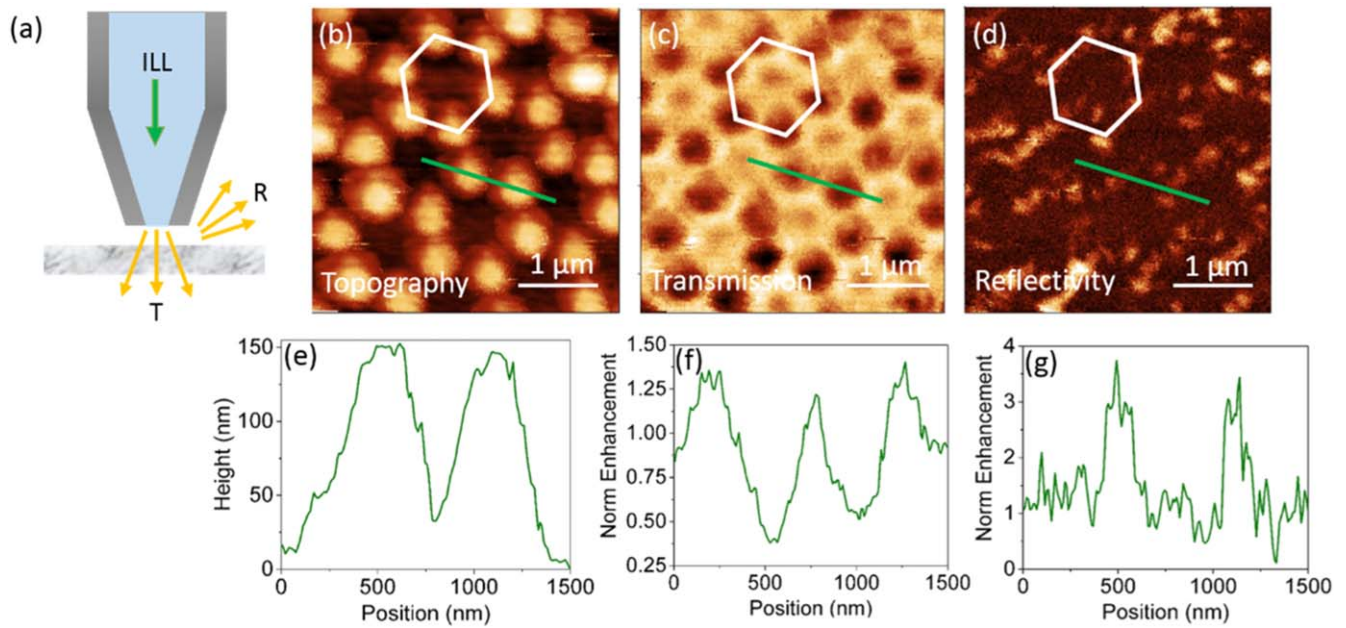 (a)
ILL
R
T
(b)
Topography
1 μm
(c)
Transmission
1 μm
(d)
Reflectivity
1 μm
(e)
Height (nm)
150
100
50
0
0 500 1000 1500
Position (nm)
(f)
Norm Enhancement
1.50
1.25
1.00
0.75
0.50
0.25
0 500 1000 1500
Position (nm)
(g)
Norm Enhancement
4
3
2
1
0
0 500 1000 1500
Position (nm)